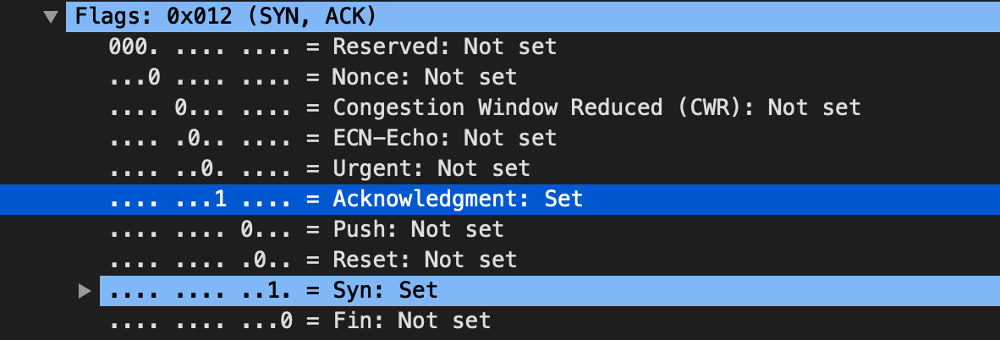 Flags: 0x012 (SYN, ACK)
000. .... .... = Reserved: Not set
...0 .... .... = Nonce: Not set
.... 0... .... = Congestion Window Reduced (CWR): Not set
.... .0.. .... = ECN-Echo: Not set
.... ..0. .... = Urgent: Not set
.... ...1 .... = Acknowledgment: Set
.... .... 0... = Push: Not set
.... .... .0.. = Reset: Not set
.... .... ..1. = Syn: Set
.... .... ...0 = Fin: Not set